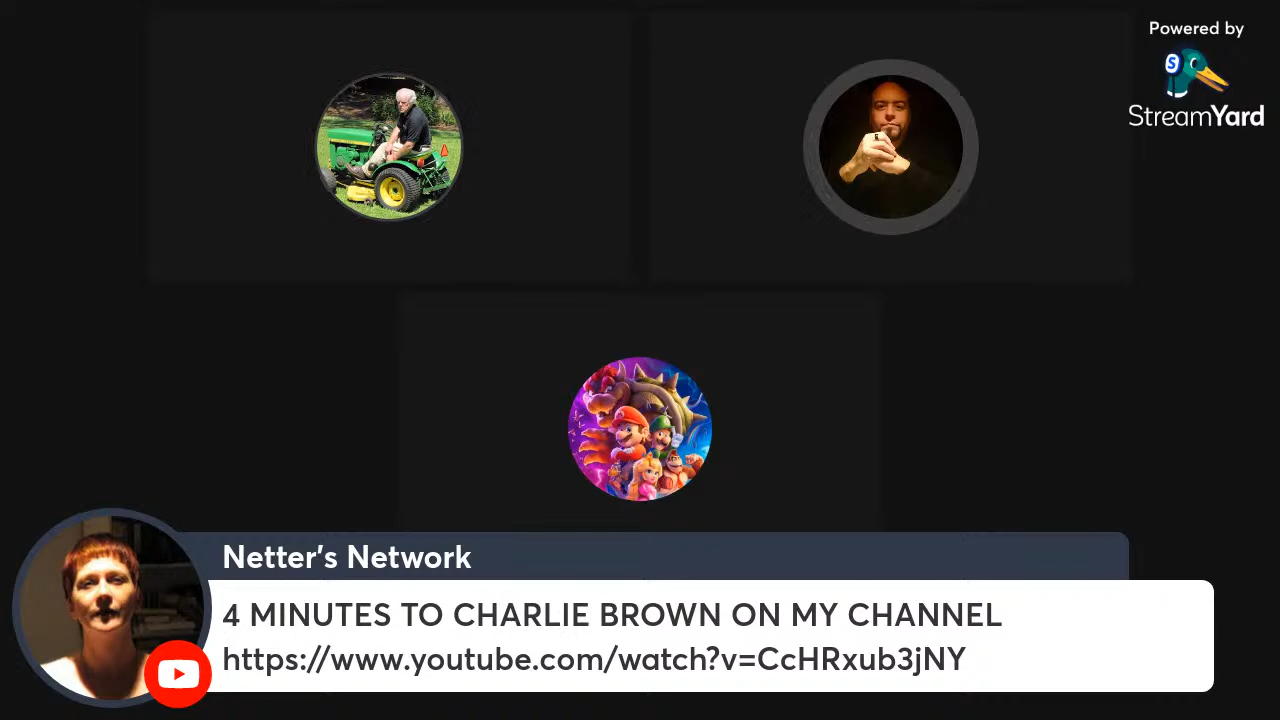 Powered by
S
StreamYard
Netter's Network
4 MINUTES TO CHARLIE BROWN ON MY CHANNEL
https://www.youtube.com/watch?v=CcHRxub3jNY